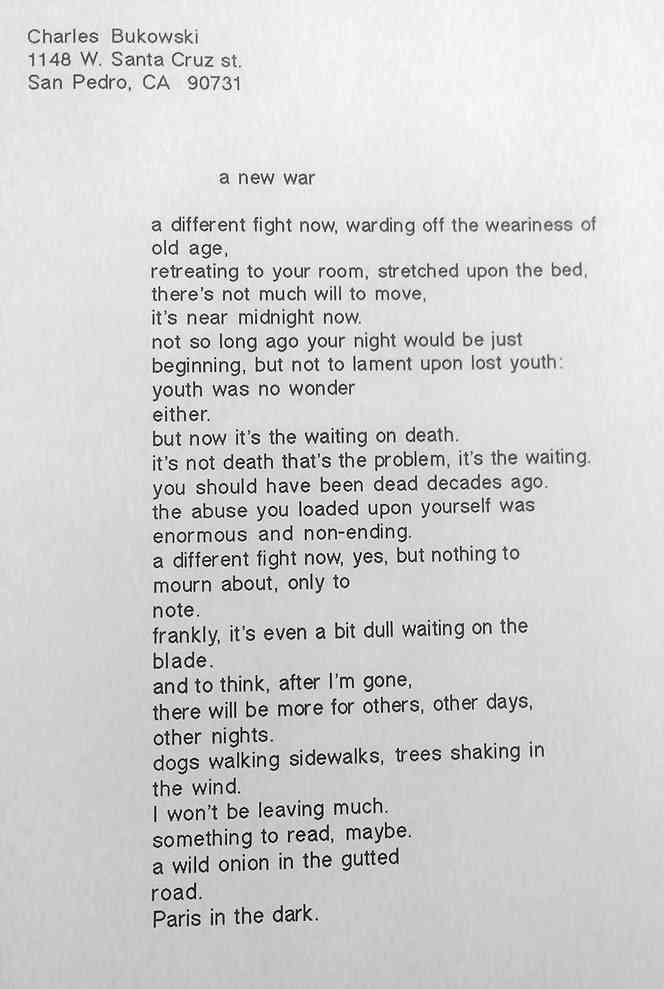 Charles Bukowski
1148 W. Santa Cruz st.
San Pedro, CA 90731
a new war
a different fight now, warding off the weariness of
old age,
retreating to your room, stretched upon the bed,
there's not much will to move,
it's near midnight now.
not so long ago your night would be just
beginning, but not to lament upon lost youth:
youth was no wonder
either.
but now it's the waiting on death.
it's not death that's the problem, it's the waiting.
you should have been dead decades ago.
the abuse you loaded upon yourself was
enormous and non-ending.
a different fight now, yes, but nothing to
mourn about, only to
note.
frankly, it's even a bit dull waiting on the
blade.
and to think, after I'm gone,
there will be more for others, other days,
other nights.
dogs walking sidewalks, trees shaking in
the wind.
I won't be leaving much.
something to read, maybe.
a wild onion in the gutted
road.
Paris in the dark.